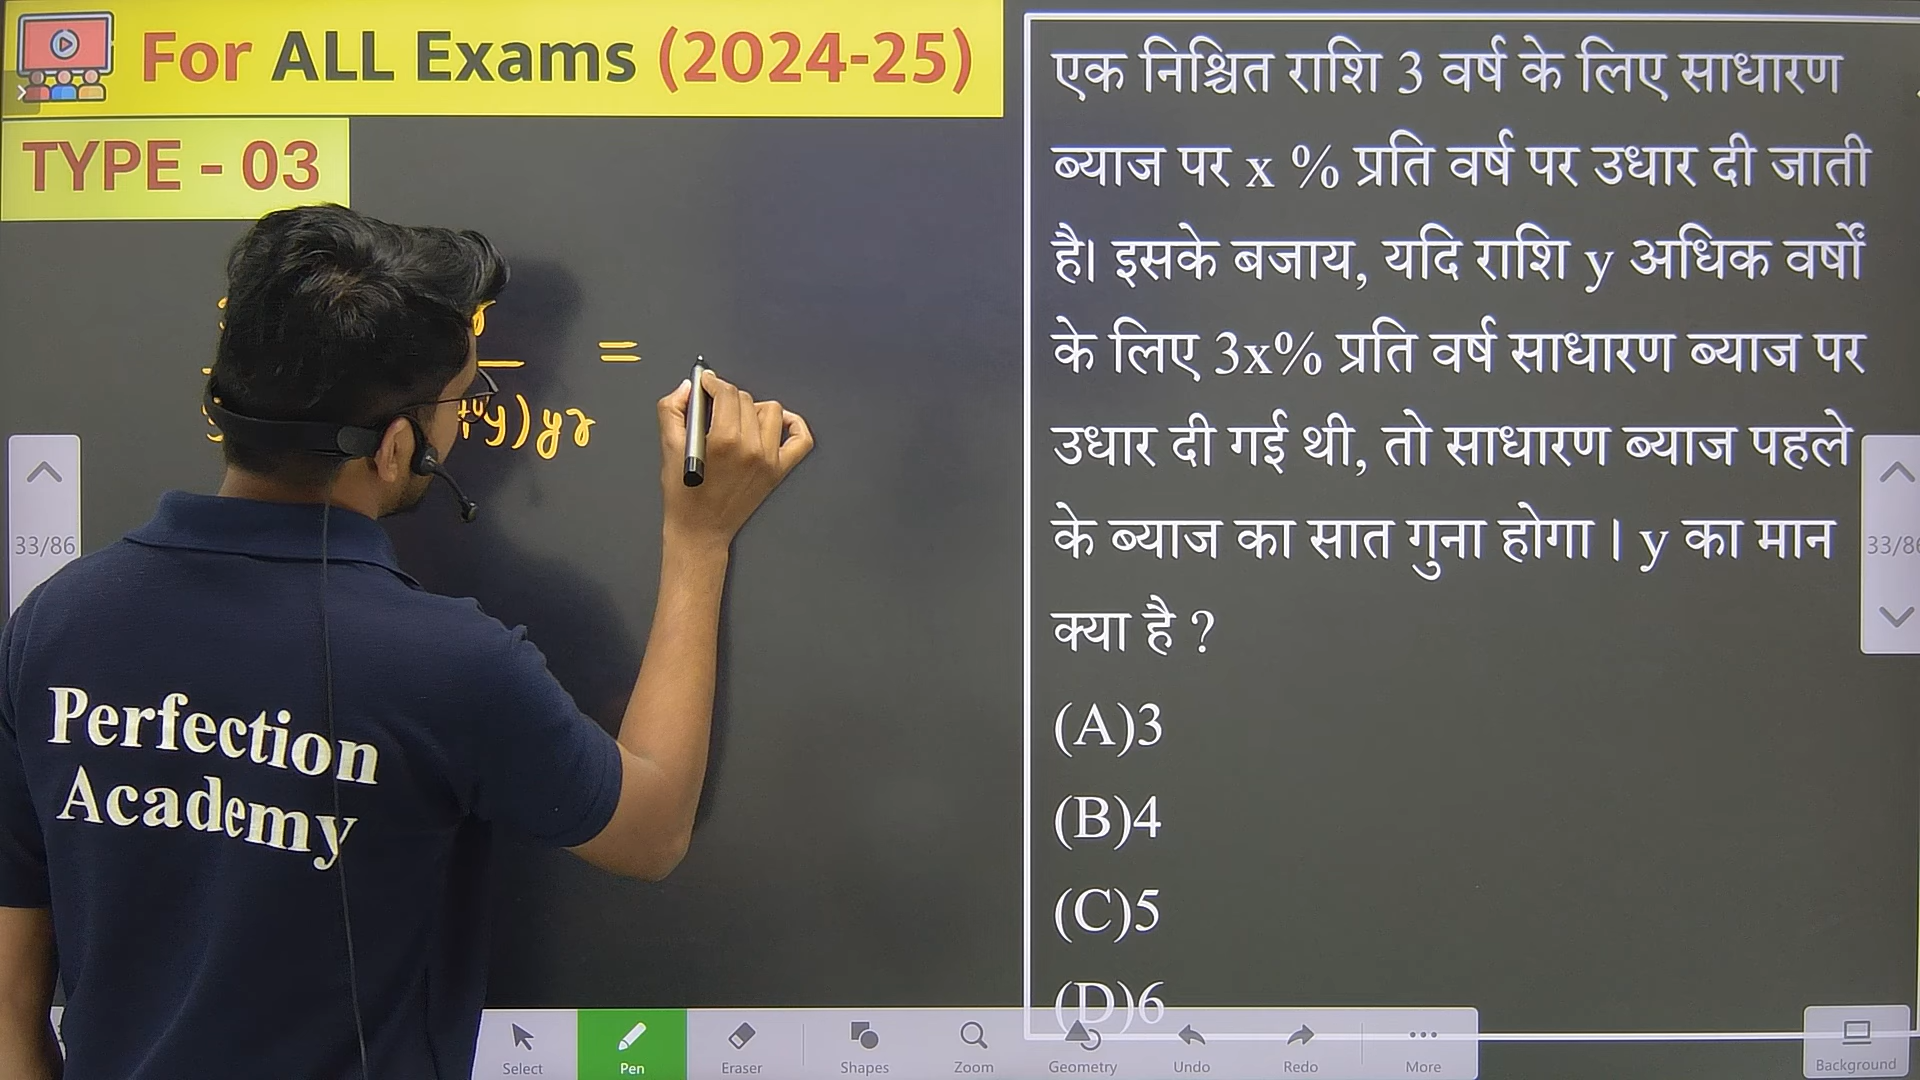 For ALL Exams (2024-25)
TYPE - 03
एक निश्चित राशि 3 वर्ष के लिए साधारण
ब्याज पर x % प्रति वर्ष पर उधार दी जाती
है। इसके बजाय, यदि राशि y अधिक वर्षों
के लिए 3x% प्रति वर्ष साधारण ब्याज पर
उधार दी गई थी, तो साधारण ब्याज पहले
के ब्याज का सात गुना होगा । y का मान
क्या है ?
(A)3
(B)4
(C)5
(D)6
=
y)
33/86
33/86
Perfection
Academy
Select
Pen
Eraser
Shapes
Zoom
Geometry
Undo
Redo
More
Background